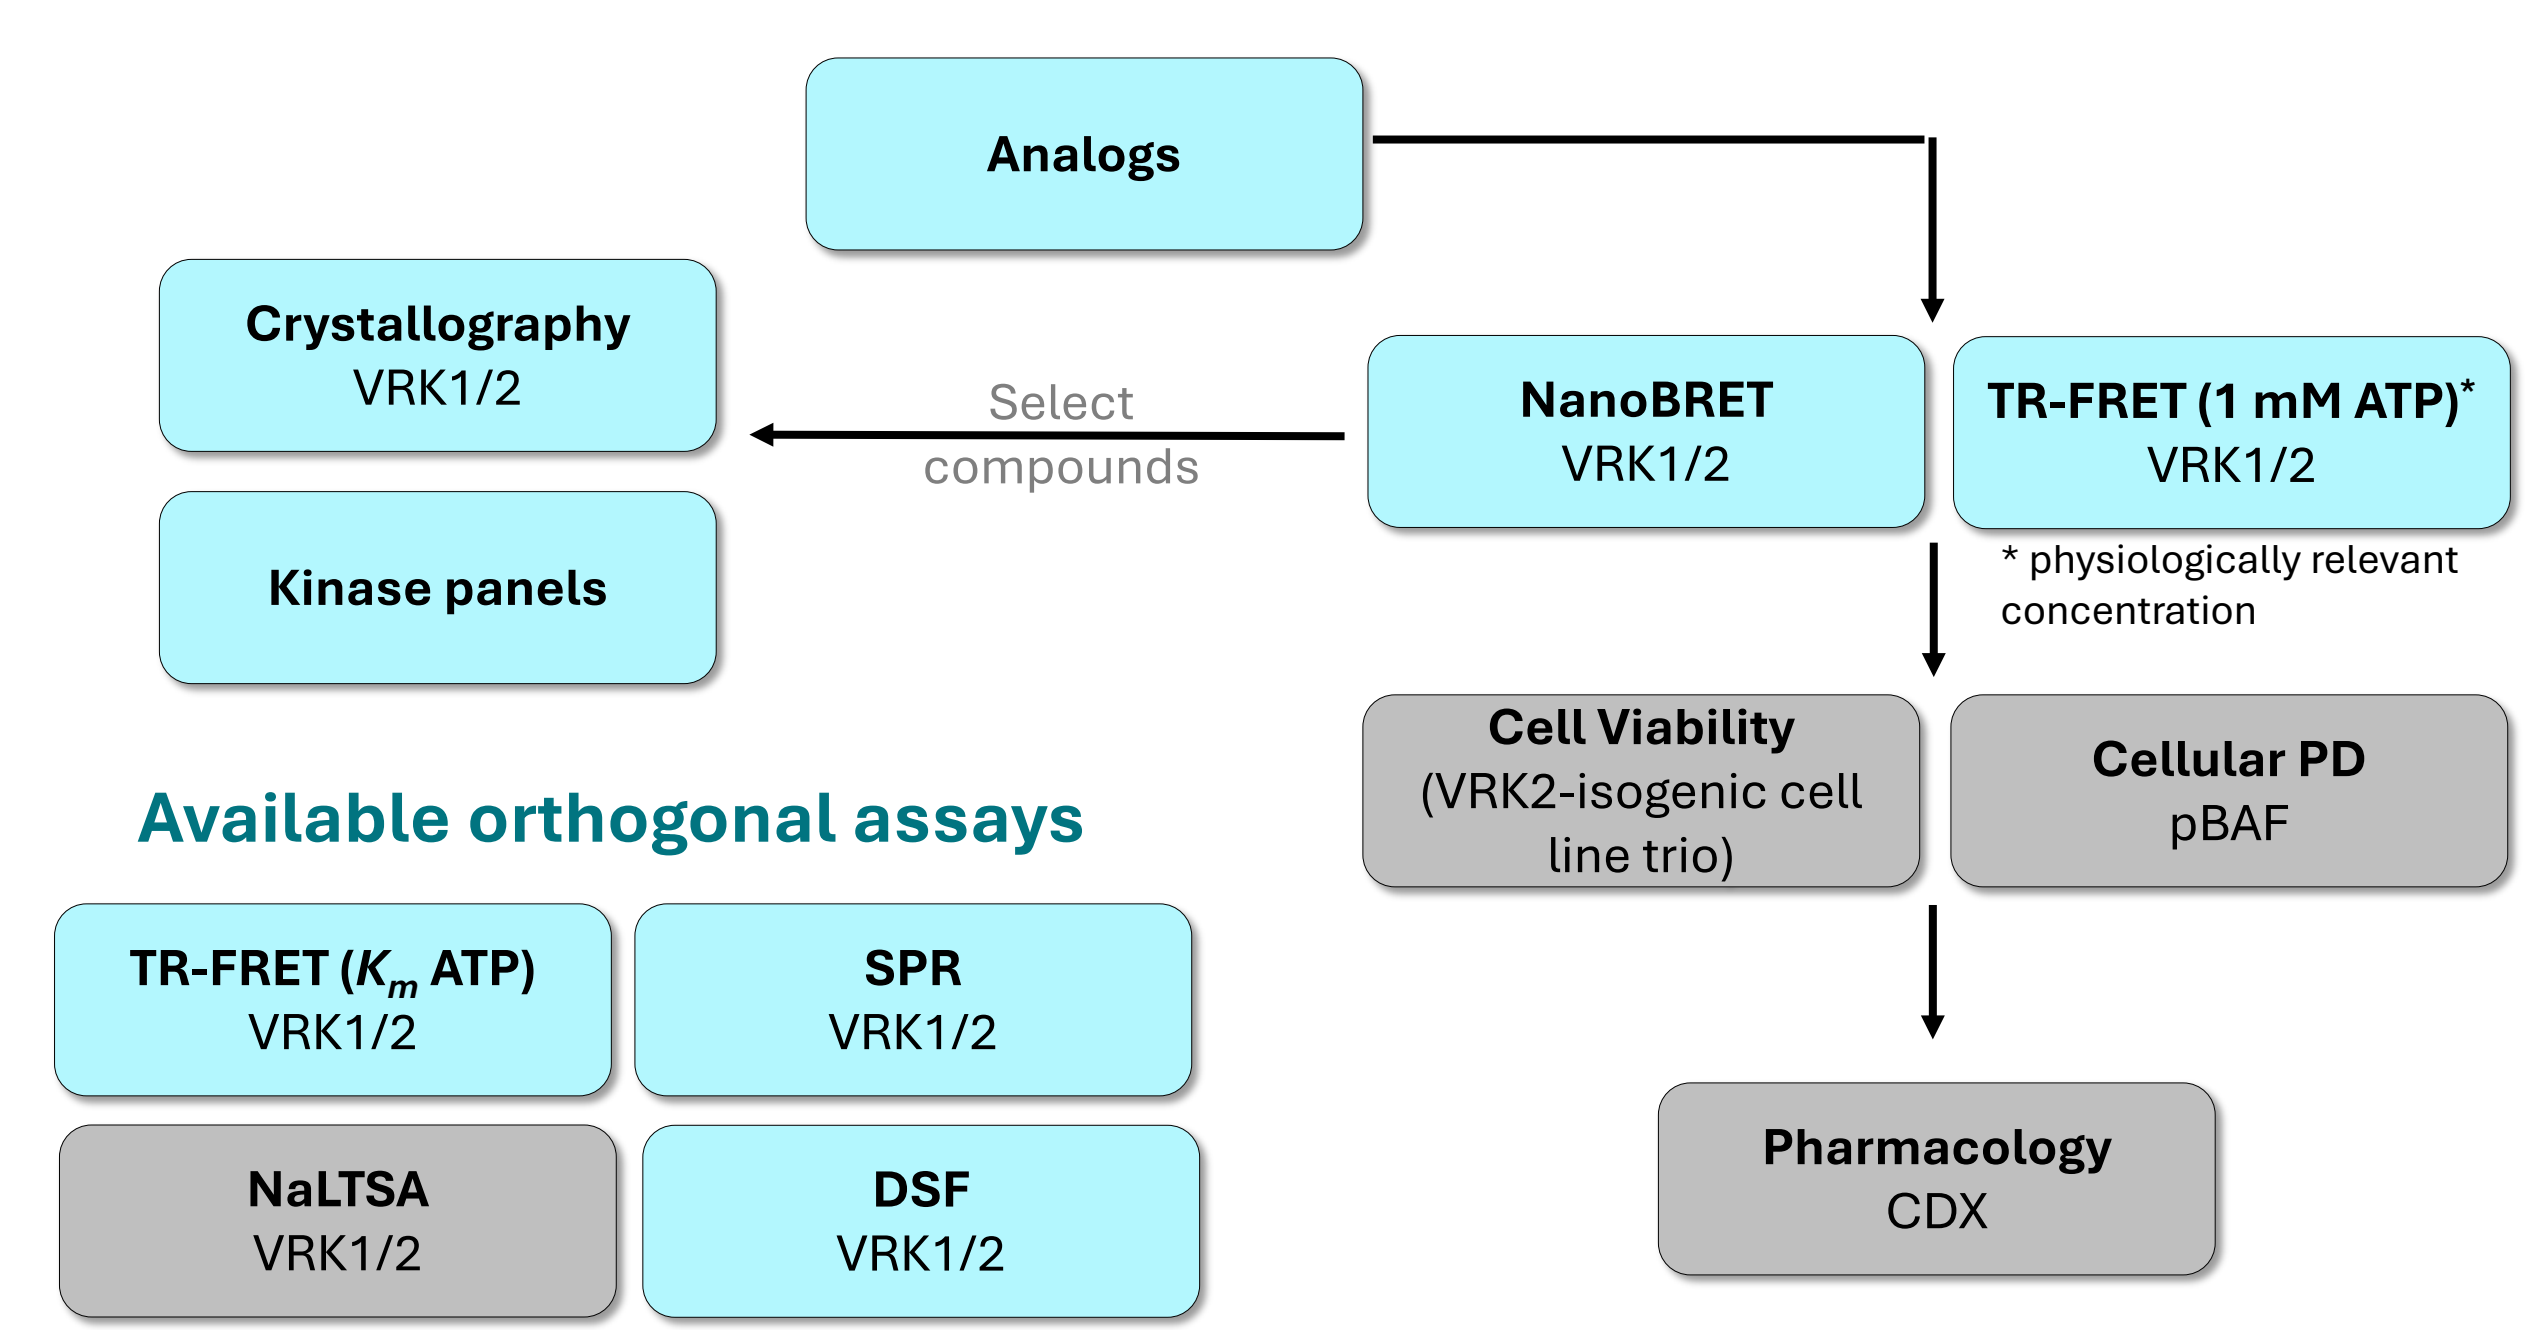 Analogs
Crystallography
VRK1/2
Kinase panels
Select
compounds
NanoBRET
VRK1/2
TR-FRET (1 mM ATP)*
VRK1/2
* physiologically relevant
concentration
Cell Viability
(VRK2-isogenic cell
line trio)
Cellular PD
pBAF
Pharmacology
CDX
Available orthogonal assays
TR-FRET (Km ATP)
VRK1/2
SPR
VRK1/2
NaLTSA
VRK1/2
DSF
VRK1/2